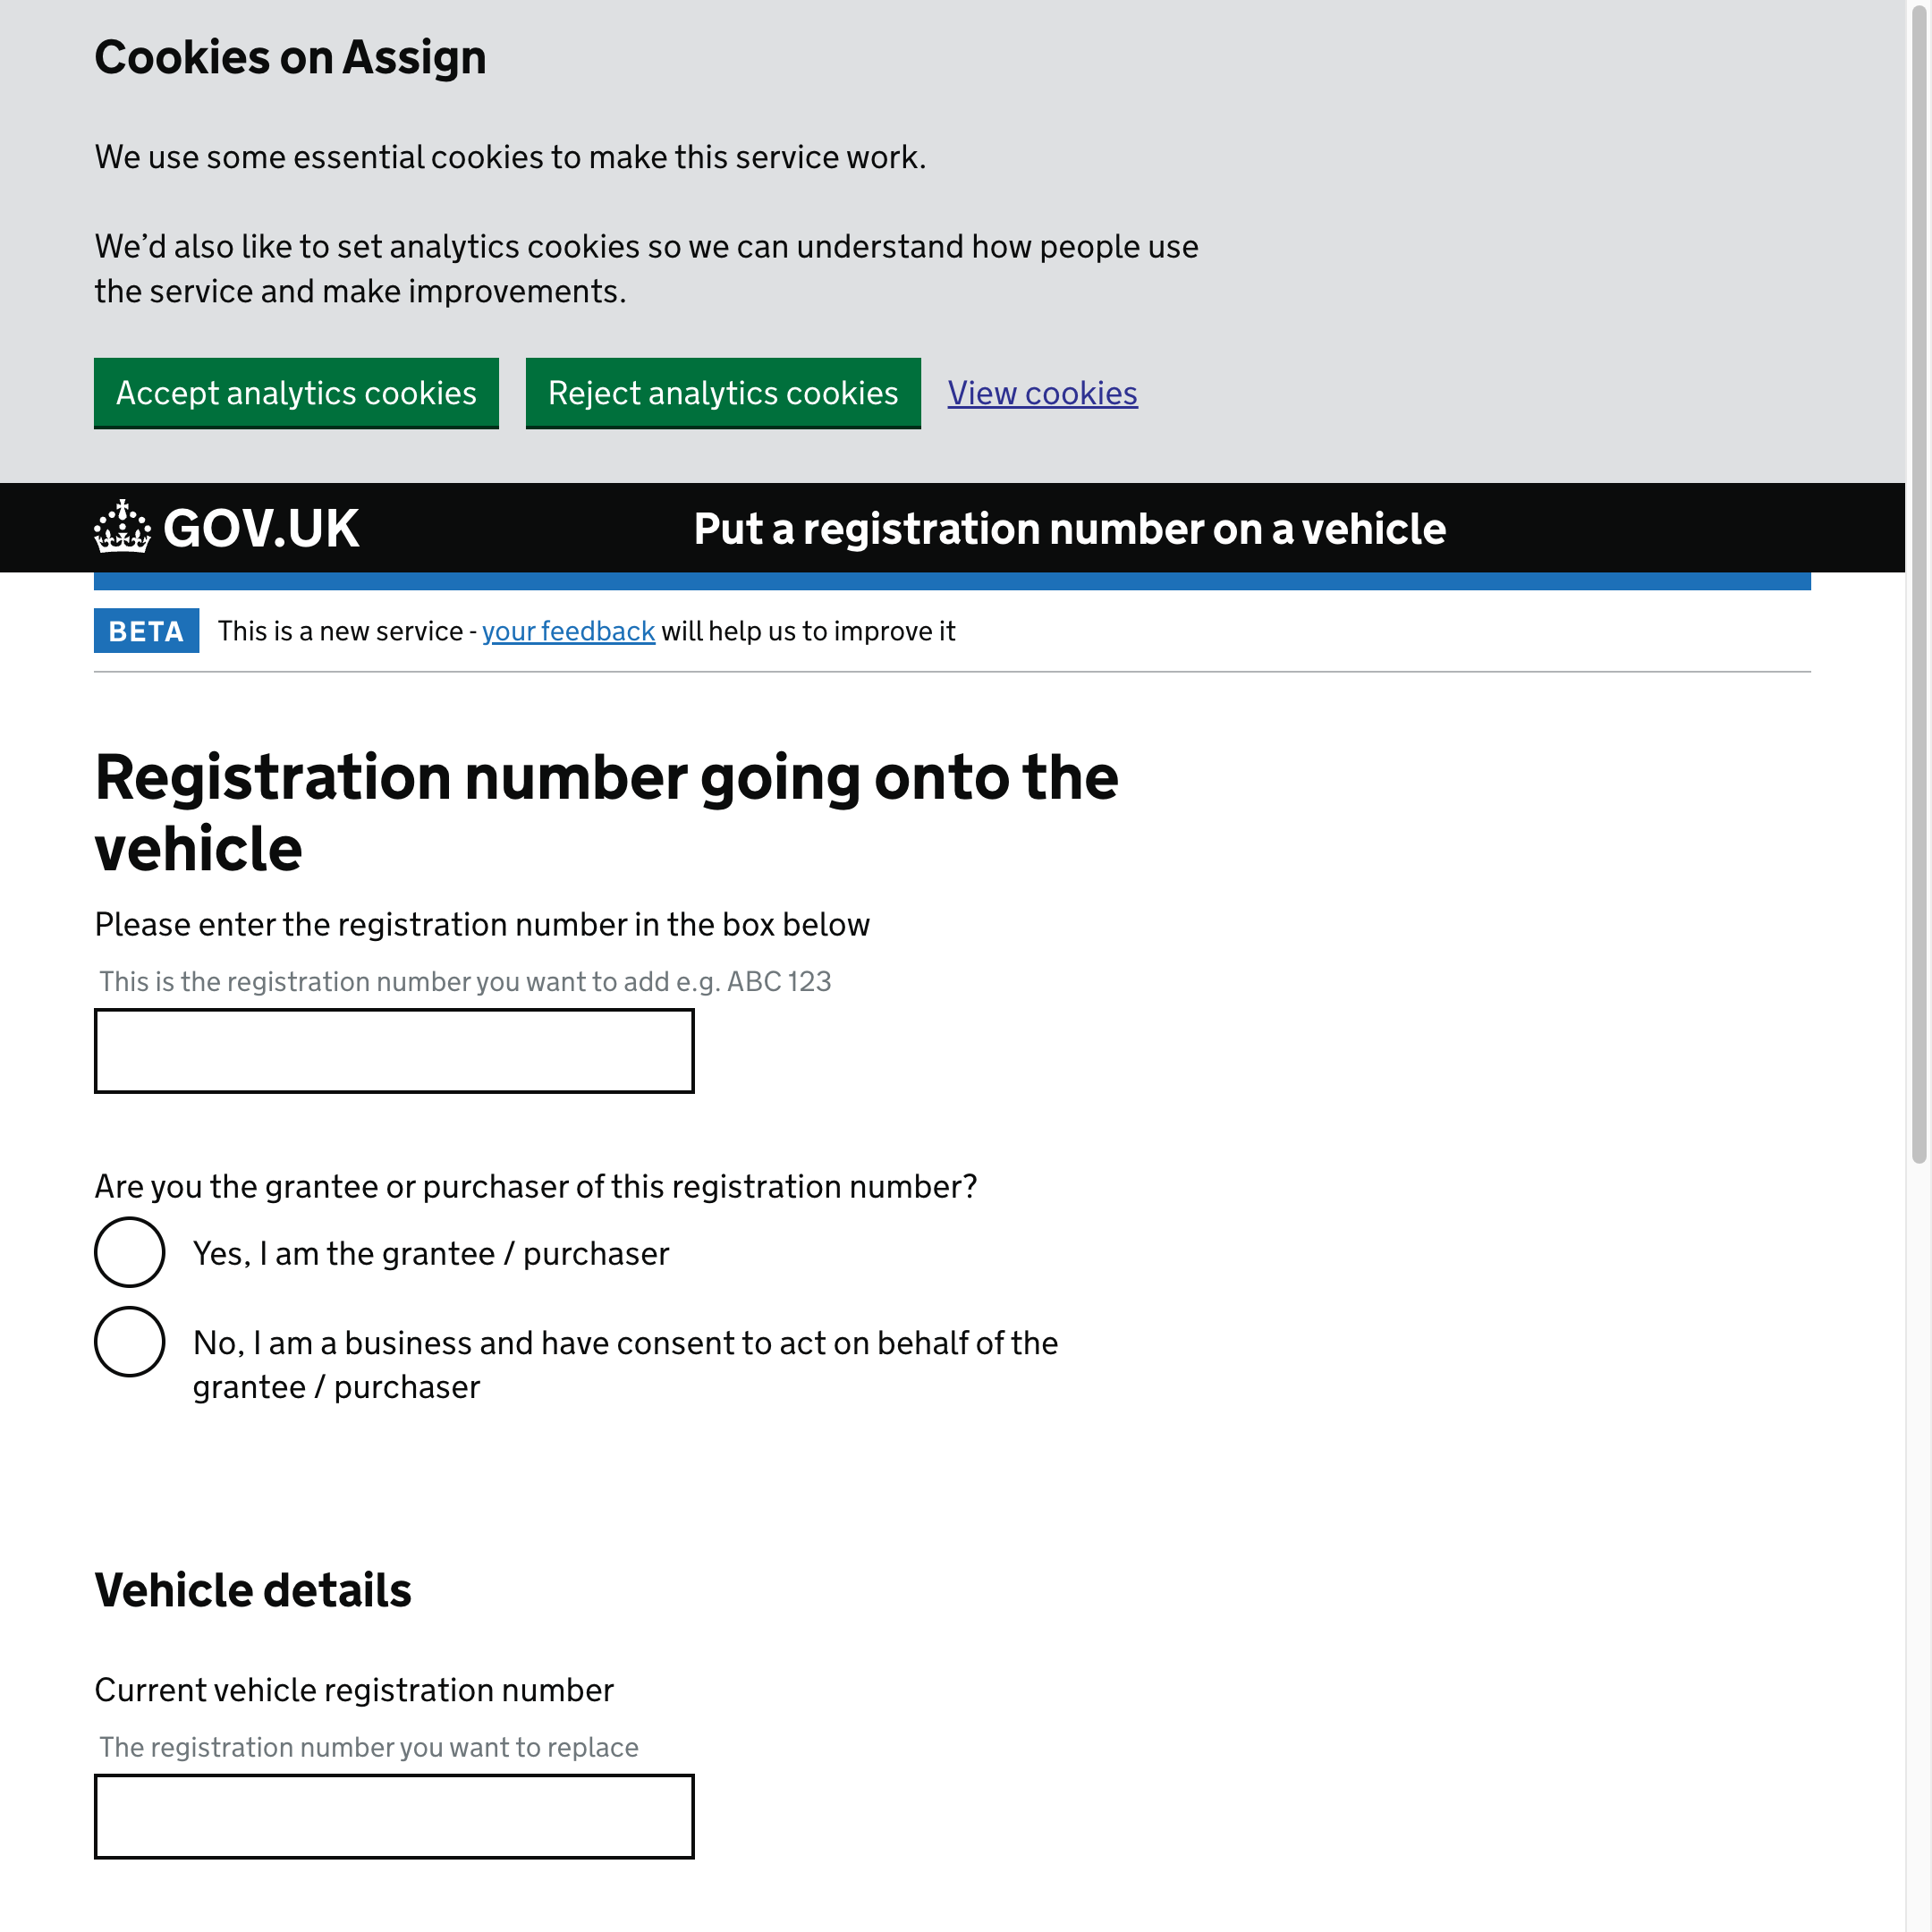 Cookies on Assign
We use some essential cookies to make this service work.
We’d also like to set analytics cookies so we can understand how people use
the service and make improvements.
Accept analytics cookies Reject analytics cookies View cookies
GOV.UK Put a registration number on a vehicle
BETA This is a new service - your feedback will help us to improve it
Registration number going onto the
vehicle
Please enter the registration number in the box below
This is the registration number you want to add e.g. ABC 123
Are you the grantee or purchaser of this registration number?
Yes, I am the grantee / purchaser
No, I am a business and have consent to act on behalf of the
grantee / purchaser
Vehicle details
Current vehicle registration number
The registration number you want to replace